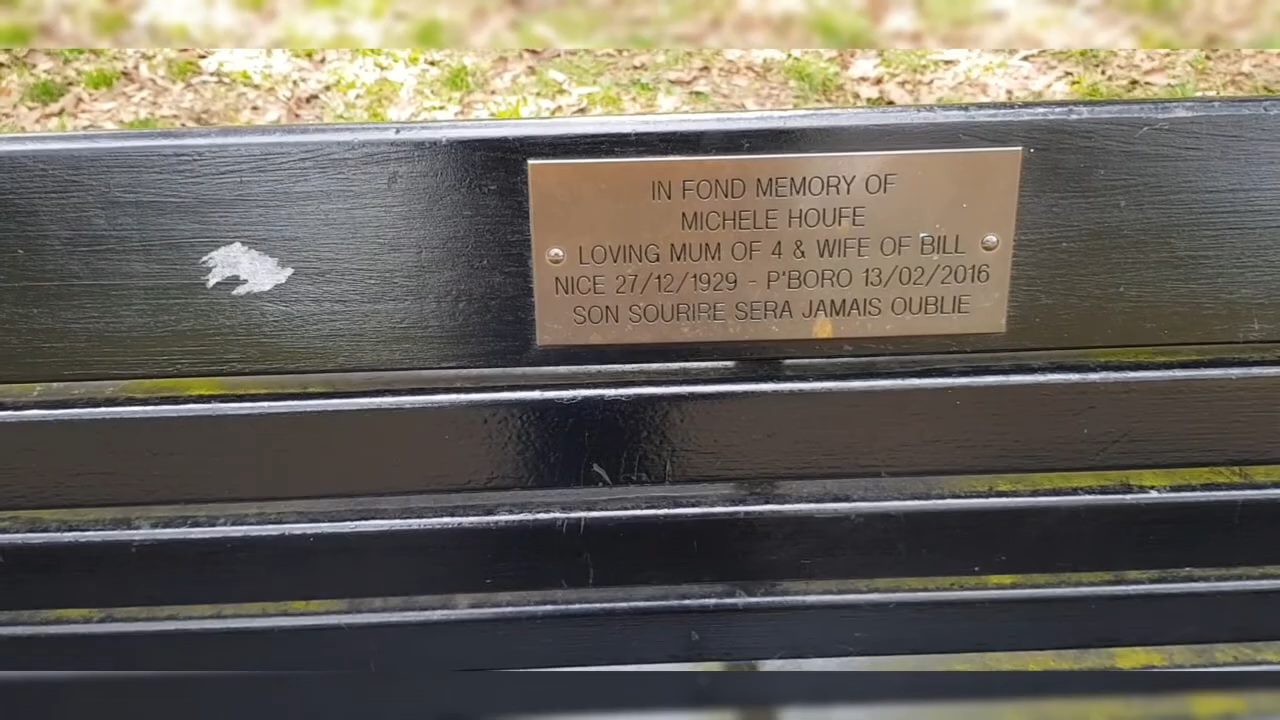 IN FOND MEMORY OF
MICHELE HOUFE
LOVING MUM OF 4 & WIFE OF BILL
NICE 27/12/1929 - P'BORO 13/02/2016
SON SOURIRE SERA JAMAIS OUBLIE